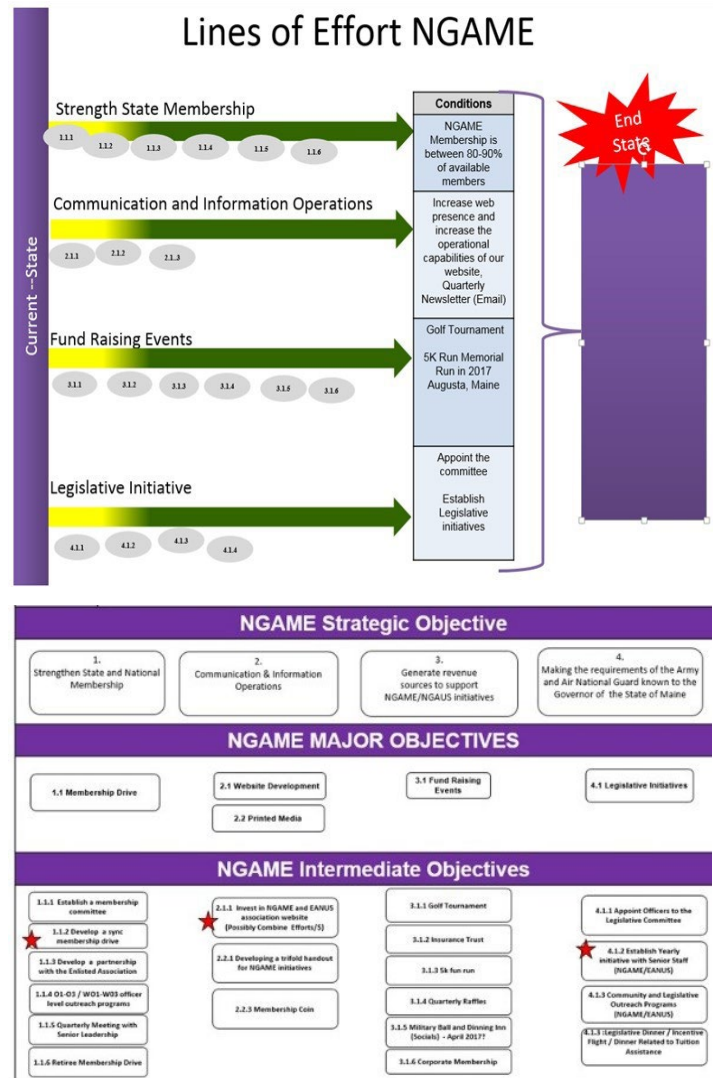 Lines of Effort NGAME
Current --State
Strength State Membership
1.1.1
1.1.2
1.1.3
1.1.4
1.1.5
1.1.6
Communication and Information Operations
2.1.1
2.1.2
2.1..3
Fund Raising Events
3.1.1
3.1.2
3.1.3
3.1.4
3.1.5
3.1.6
Legislative Initiative
4.1.1
4.1.2
4.1.3
4.1.4
Conditions
NGAME
Membership is
between 80-90%
of available
members
Increase web
presence and
increase the
operational
capabilities of our
website,
Quarterly
Newsletter (Email)
Golf Tournament
5K Run Memorial
Run in 2017
Augusta, Maine
Appoint the
committee
Establish
Legislative
initiatives
End
State
NGAME Strategic Objective
1.
Strengthen State and National
Membership
2.
Communication & Information
Operations
3.
Generate revenue
sources to support
NGAME/NGAUS initiatives
4.
Making the requirements of the Army
and Air National Guard known to the
Governor of the State of Maine
NGAME MAJOR OBJECTIVES
1.1 Membership Drive
2.1 Website Development
2.2 Printed Media
3.1 Fund Raising
Events
4.1 Legislative Initiatives
NGAME Intermediate Objectives
1.1.1 Establish a membership
committee
1.1.2 Develop a sync
membership drive
1.1.3 Develop a partnership
with the Enlisted Association
1.1.4 O1-O3 / WO1-WO3 officer
level outreach programs
1.1.5 Quarterly Meeting with
Senior Leadership
1.1.6 Retiree Membership Drive
2.1.1 Invest in NGAME and EANUS
association website
(Possibly Combine Efforts/$)
2.2.1 Developing a trifold handout
for NGAME initiatives
2.2.3 Membership Coin
3.1.1 Golf Tournament
3.1.2 Insurance Trust
3.1.3 5k fun run
3.1.4 Quarterly Raffles
3.1.5 Military Ball and Dinning Inn
(Socials) - April 2017?
3.1.6 Corporate Membership
4.1.1 Appoint Officers to the
Legislative Committee
4.1.2 Establish Yearly
initiative with Senior Staff
(NGAME/EANUS)
4.1.3 Community and Legislative
Outreach Programs
(NGAME/EANUS)
4.1.3 :Legislative Dinner / Incentive
Flight / Dinner Related to Tuition
Assistance